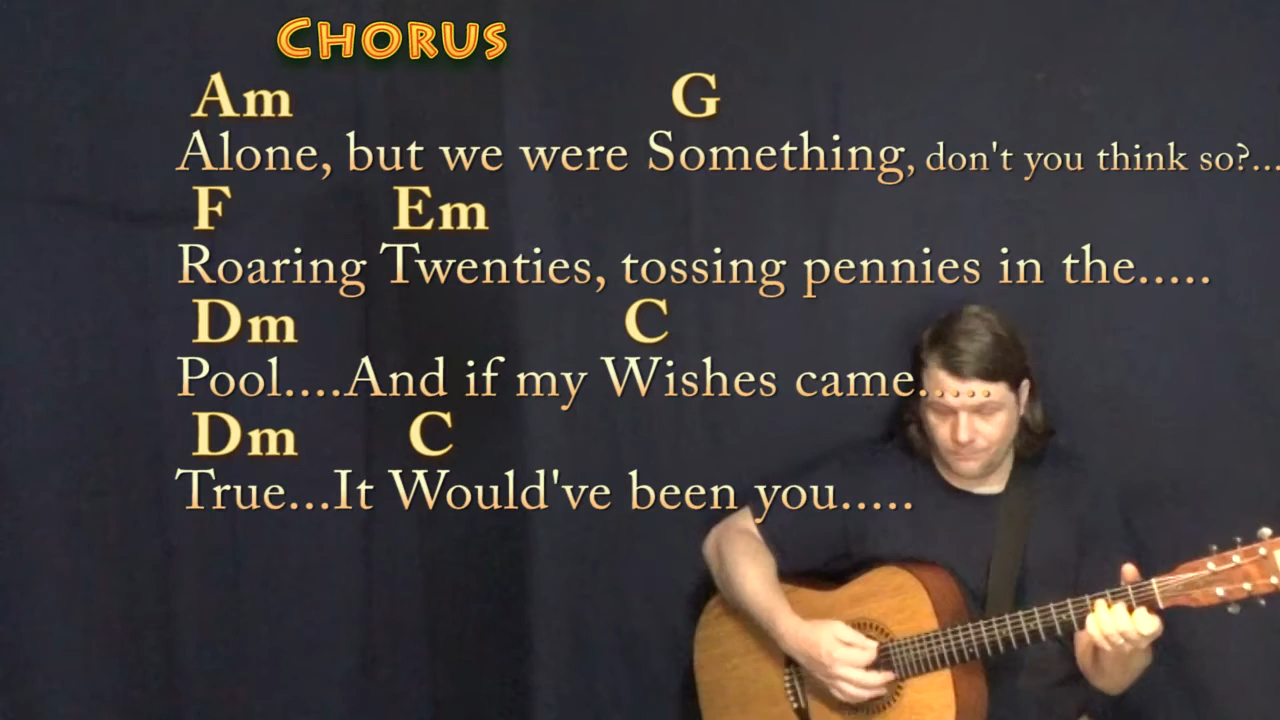 CHORUS
Am G
Alone, but we were Something, don't you think so?...
F Em
Roaring Twenties, tossing pennies in the.....
Dm C
Pool....And if my Wishes came.....
Dm C
True...It Would've been you.....